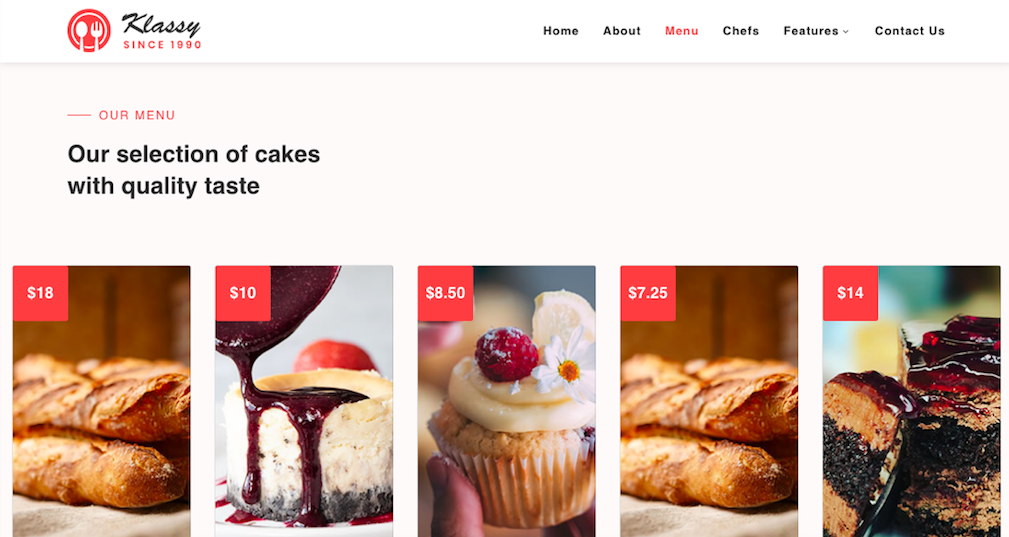 Klassy
SINCE 1990
Home About Menu Chefs Features Contact Us
OUR MENU
Our selection of cakes
with quality taste
$18 $10 $8.50 $7.25 $14